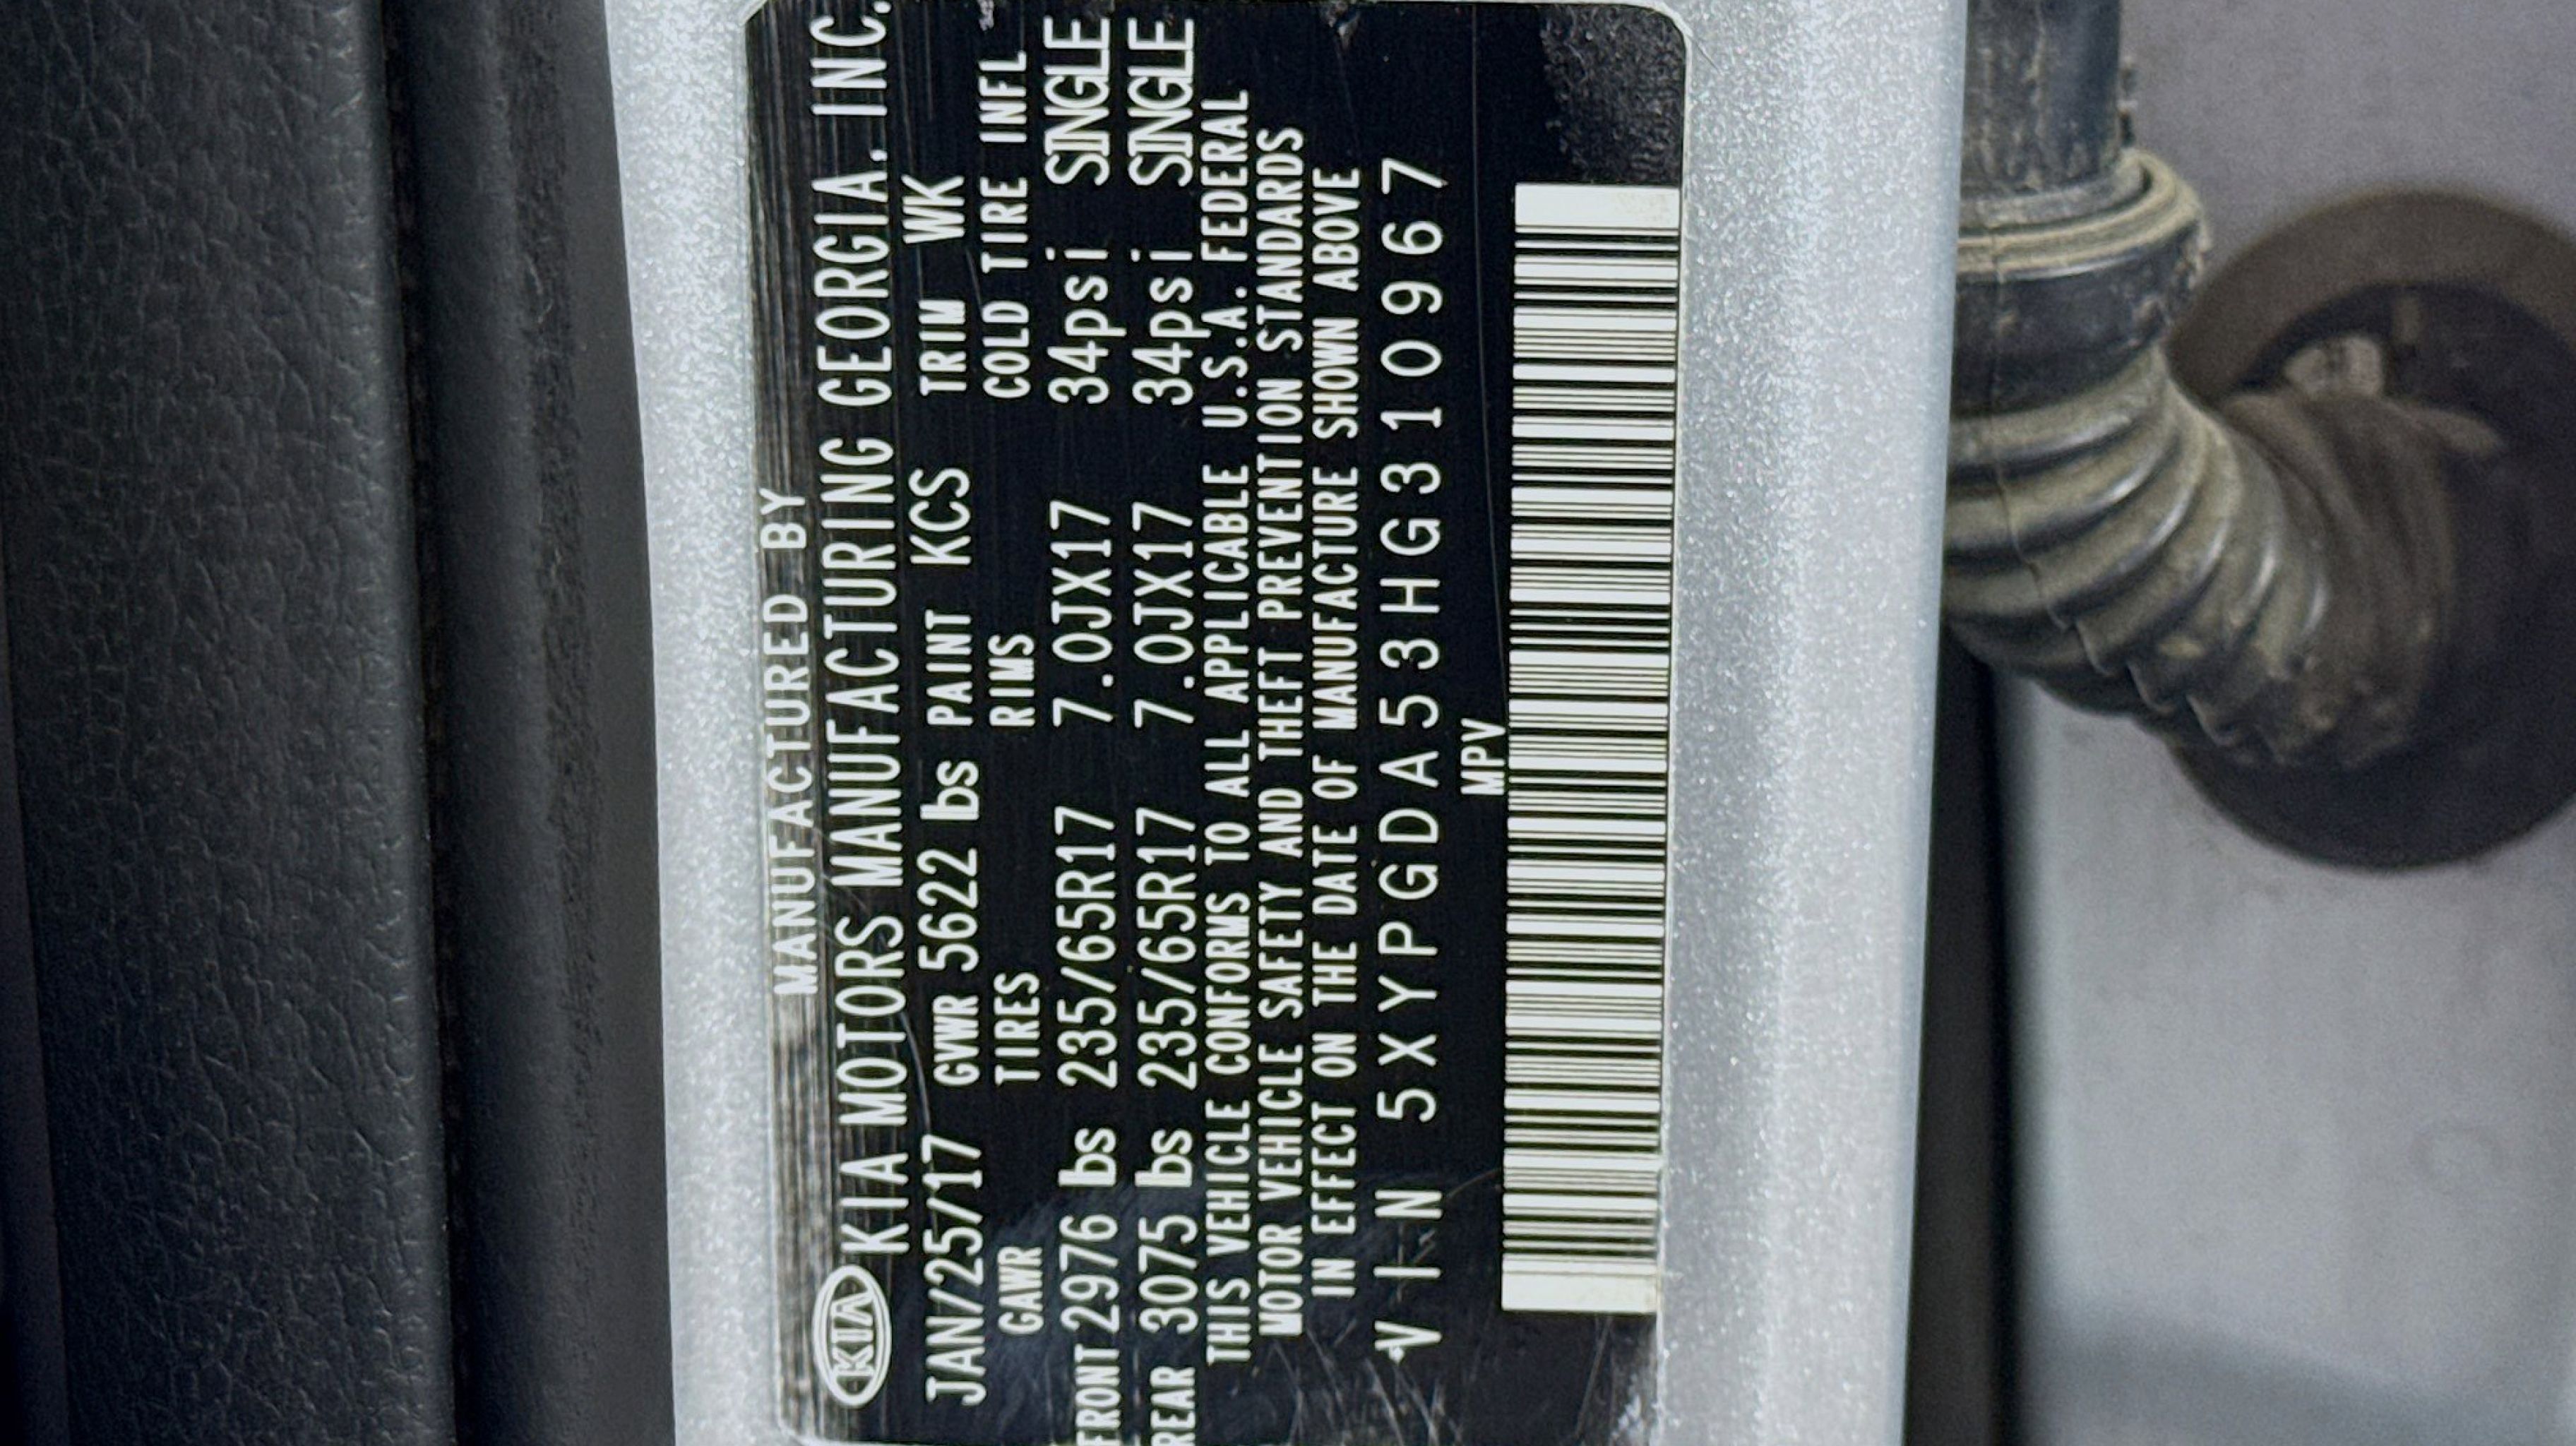 MANUFACTURED BY
KIA KIA MOTORS MANUFACTURING GEORGIA, INC.
JAN/25/17 GVWR 5622 lbs PAINT KCS TRIM WK
GAWR TIRES RIMS COLD TIRE INFL
FRONT 2976 lbs 235/65R17 7.0JX17 34psi SINGLE
REAR 3075 lbs 235/65R17 7.0JX17 34psi SINGLE
THIS VEHICLE CONFORMS TO ALL APPLICABLE U.S.A. FEDERAL
MOTOR VEHICLE SAFETY AND THEFT PREVENTION STANDARDS
IN EFFECT ON THE DATE OF MANUFACTURE SHOWN ABOVE
VIN 5XYPGDA53HG310967
MPV